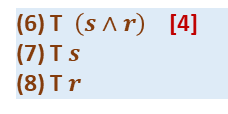 (6) T (s ∧ r) [4]
(7) T s
(8) T r